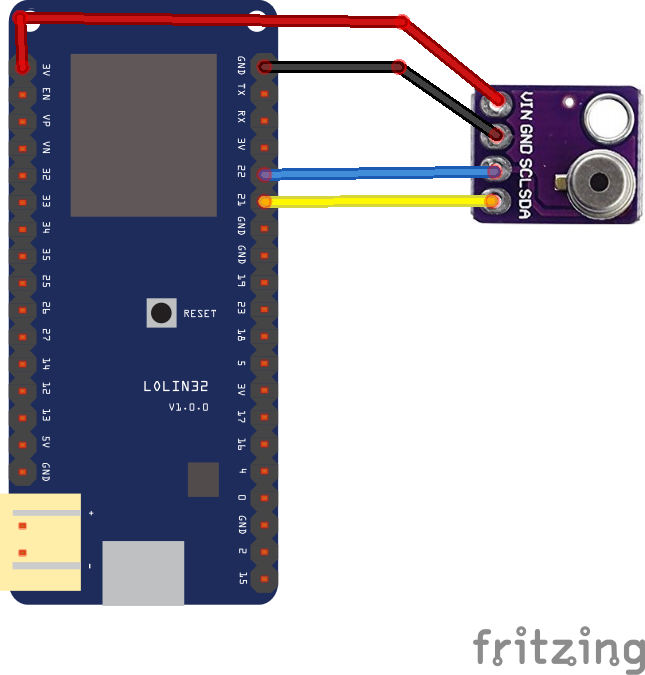 3V
EN
VP
VN
32
33
34
35
25
26
27
14
12
13
5V
GND
+
-
GND
TX
RX
3V
22
21
GND
GND
19
23
18
5
3V
17
16
4
0
GND
2
15
RESET
LOLIN32
V1.0.0
VIN GND SCL SDA
fritzing